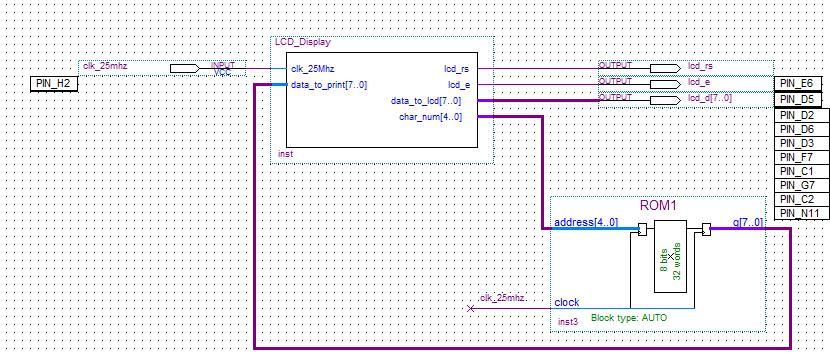 LCD_Display
clk_25mhz
INPUT
VCC
PIN_H2
clk_25Mhz
data_to_print[7..0]
lcd_rs
lcd_e
data_to_lcd[7..0]
char_num[4..0]
inst
OUTPUT
lcd_rs
OUTPUT
lcd_e
OUTPUT
lcd_d[7..0]
PIN_E6
PIN_D5
PIN_D2
PIN_D6
PIN_D3
PIN_F7
PIN_C1
PIN_G7
PIN_C2
PIN_N11
ROM1
address[4..0]
q[7..0]
8 bits
32 words
clk_25mhz
clock
Block type: AUTO
inst3